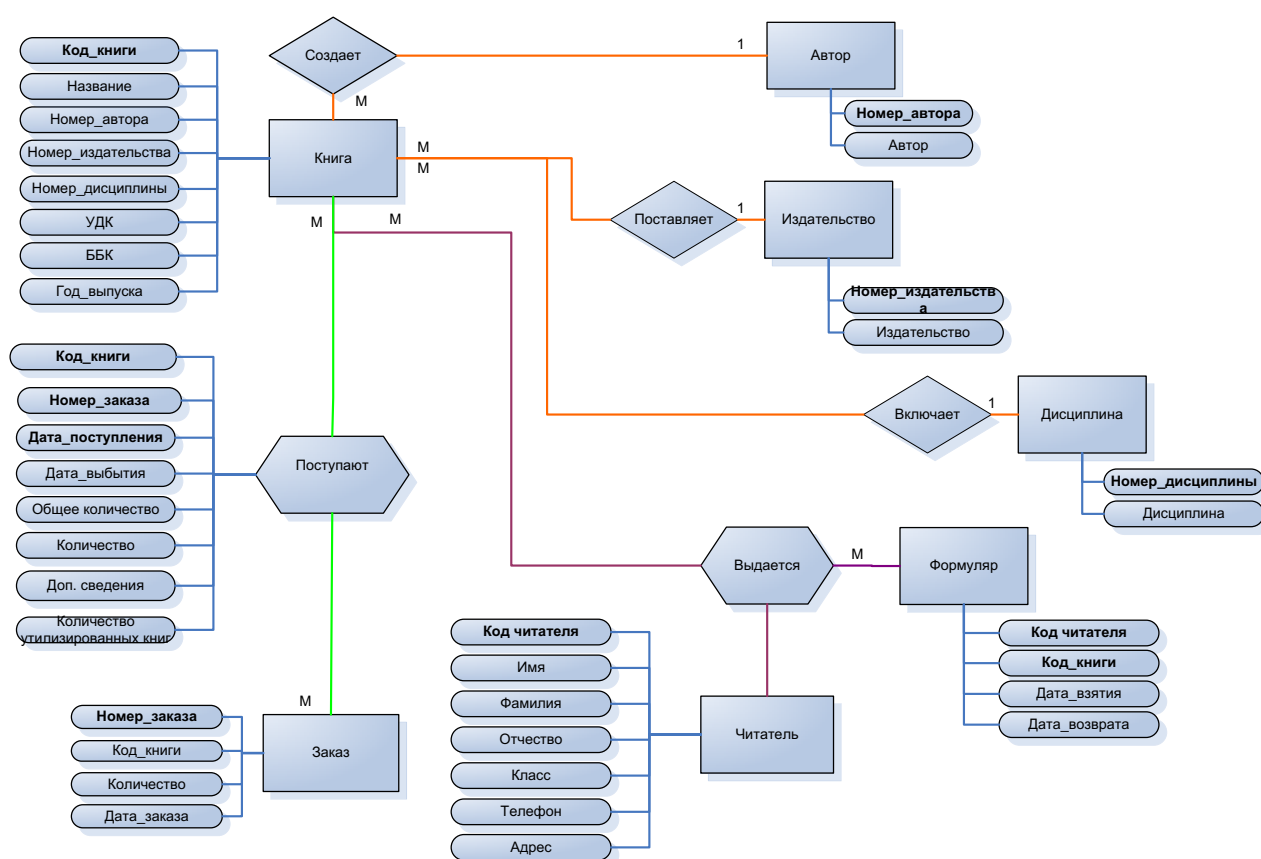 Создает
1
Автор
Номер_автора
Автор
М
Код_книги
Название
Номер_автора
Номер_издательства
Номер_дисциплины
УДК
ББК
Год_выпуска
Книга
М
М
М
М
Поставляет
1
Издательство
Номер_издательств
а
Издательство
Включает
1
Дисциплина
Номер_дисциплины
Дисциплина
Код_книги
Номер_заказа
Дата_поступления
Дата_выбытия
Общее количество
Количество
Доп. сведения
Количество
утилизированных книг
Поступают
Выдается
М
Формуляр
Код читателя
Код_книги
Дата_взятия
Дата_возврата
Код читателя
Имя
Фамилия
Отчество
Класс
Телефон
Адрес
Читатель
М
Номер_заказа
Код_книги
Количество
Дата_заказа
Заказ